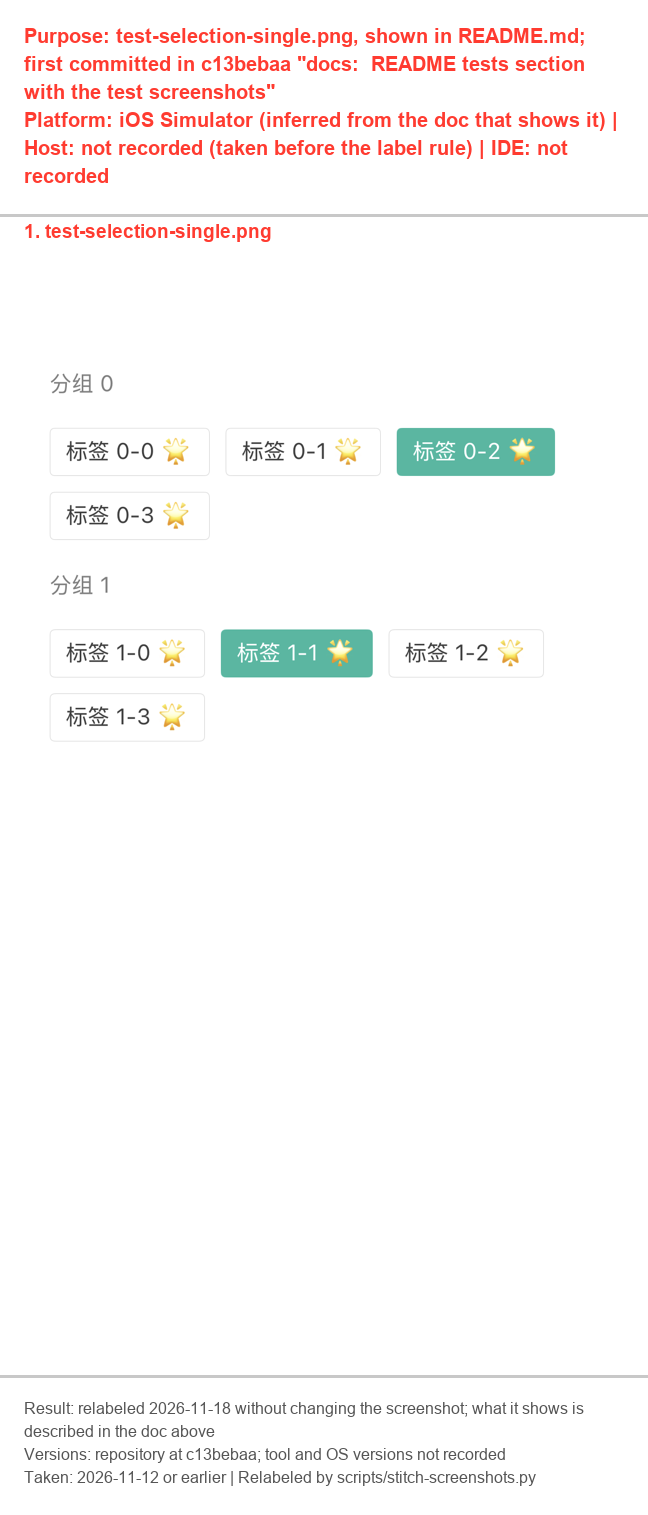 Purpose: test-selection-single.png, shown in README.md;
first committed in c13bebaa "docs:  README tests section
with the test screenshots"
Platform: iOS Simulator (inferred from the doc that shows it) |
Host: not recorded (taken before the label rule) | IDE: not
recorded
1. test-selection-single.png
分组 0
标签 0-0 🌟 标签 0-1 🌟 标签 0-2 🌟
标签 0-3 🌟
分组 1
标签 1-0 🌟 标签 1-1 🌟 标签 1-2 🌟
标签 1-3 🌟
Result: relabeled 2026-11-18 without changing the screenshot; what it shows is
described in the doc above
Versions: repository at c13bebaa; tool and OS versions not recorded
Taken: 2026-11-12 or earlier | Relabeled by scripts/stitch-screenshots.py